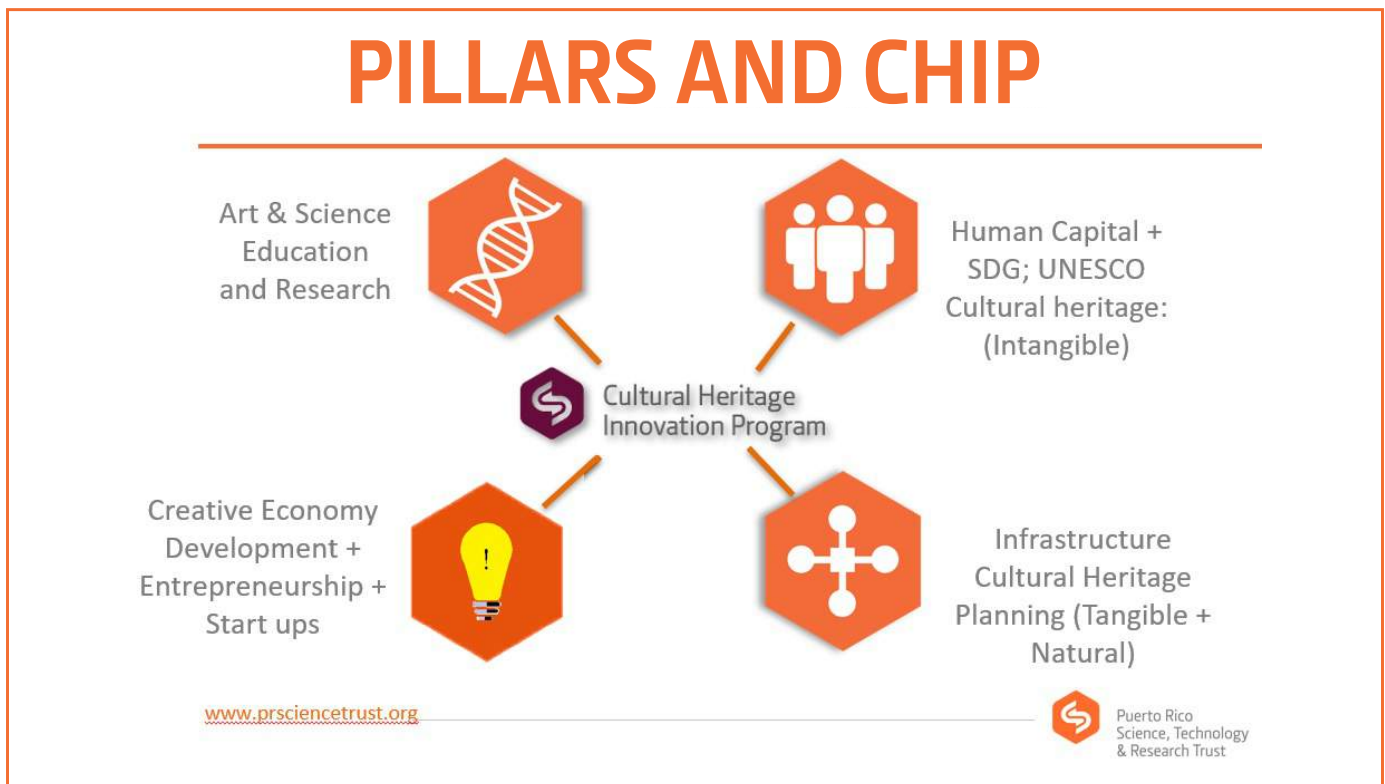 PILLARS AND CHIP
Art & Science
Education
and Research
Human Capital +
SDG; UNESCO
Cultural heritage:
(Intangible)
Cultural Heritage
Innovation Program
Creative Economy
Development +
Entrepreneurship +
Start ups
!
Infrastructure
Cultural Heritage
Planning (Tangible +
Natural)
www.prsciencetrust.org
Puerto Rico
Science, Technology
& Research Trust